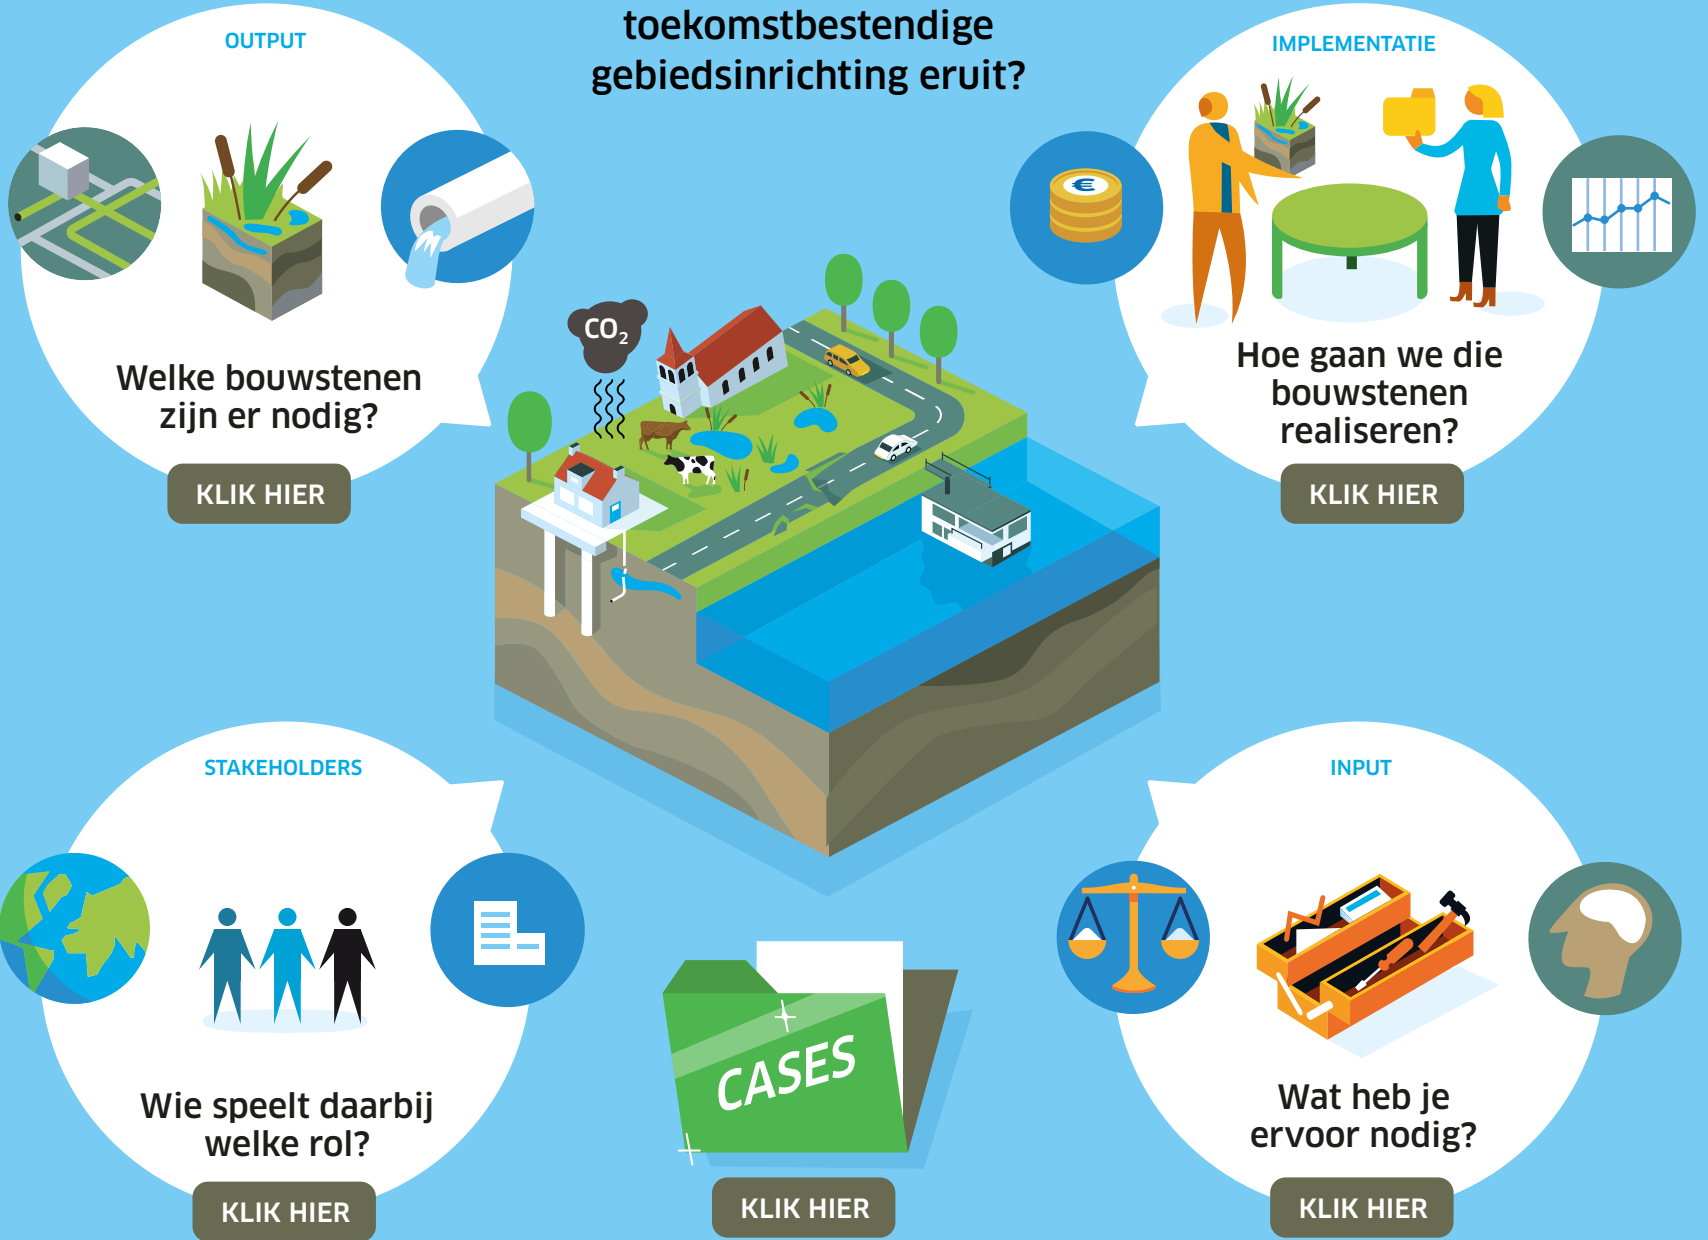 toekomstbestendige
gebiedsinrichting eruit?
OUTPUT
Welke bouwstenen
zijn er nodig?
KLIK HIER
IMPLEMENTATIE
€
Hoe gaan we die
bouwstenen
realiseren?
KLIK HIER
CO₂
STAKEHOLDERS
Wie speelt daarbij
welke rol?
KLIK HIER
CASES
KLIK HIER
INPUT
Wat heb je
ervoor nodig?
KLIK HIER